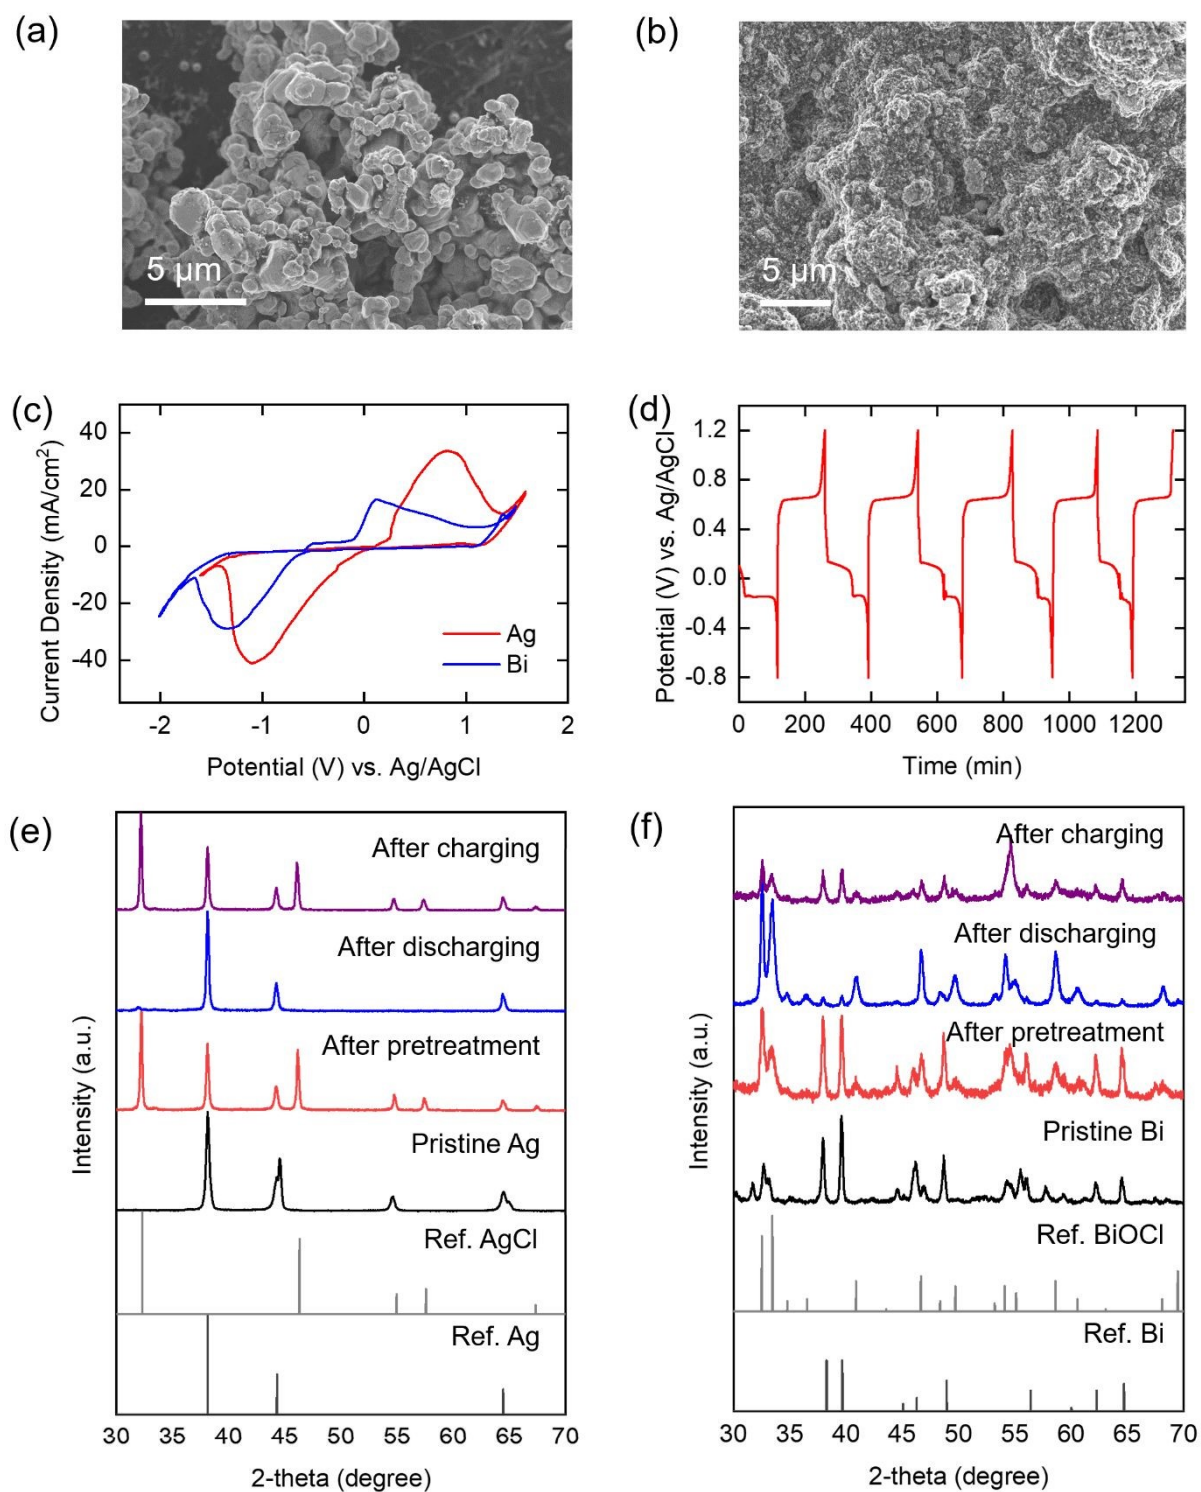 (a)
(b)
5 μm
5 μm
(c)
(d)
Current Density (mA/cm²)
40
20
0
-20
-40
Ag
Bi
-2
-1
0
1
2
Potential (V) vs. Ag/AgCl
Potential (V) vs. Ag/AgCl
1.2
0.8
0.4
0.0
-0.4
-0.8
0
200
400
600
800
1000
1200
Time (min)
(e)
Intensity (a.u.)
After charging
After discharging
After pretreatment
Pristine Ag
Ref. AgCl
Ref. Ag
30
35
40
45
50
55
60
65
70
2-theta (degree)
(f)
Intensity (a.u.)
After charging
After discharging
After pretreatment
Pristine Bi
Ref. BiOCl
Ref. Bi
30
35
40
45
50
55
60
65
70
2-theta (degree)